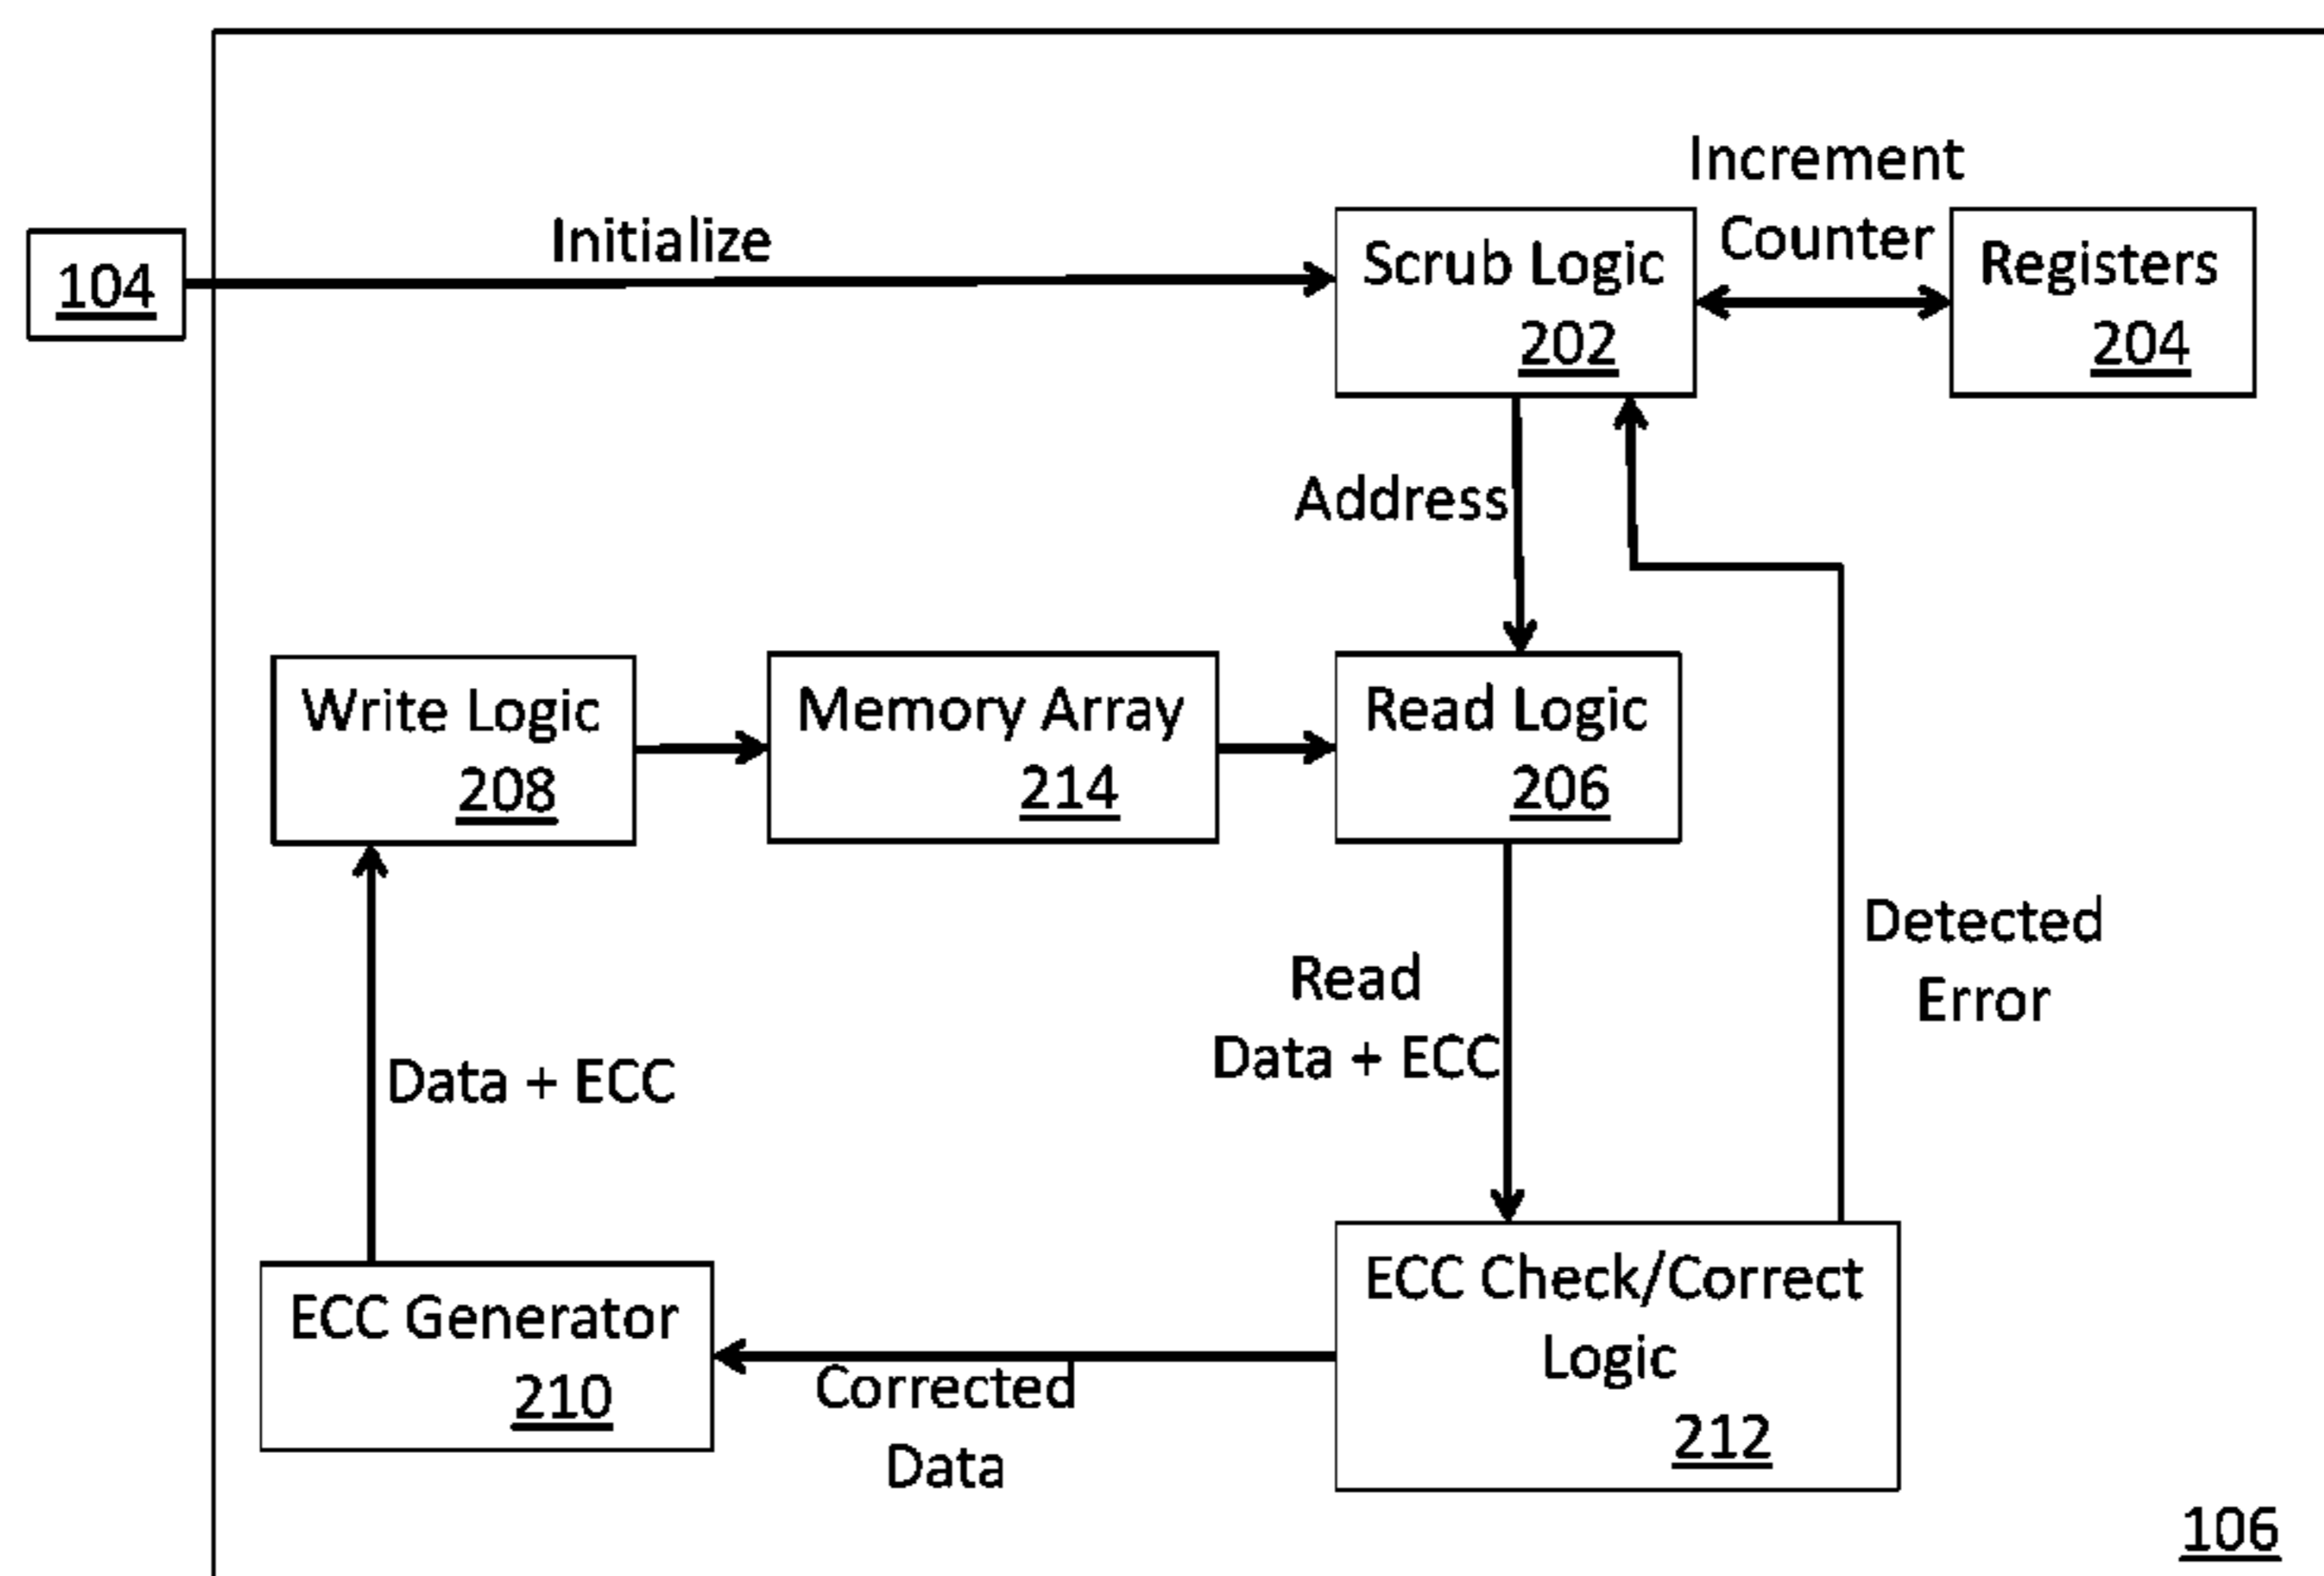 Increment
Counter
Initialize
104
Scrub Logic
202
Registers
204
Address
Write Logic
208
Memory Array
214
Read Logic
206
Detected
Error
Read
Data + ECC
Data + ECC
ECC Generator
210
Corrected
Data
ECC Check/Correct
Logic
212
106